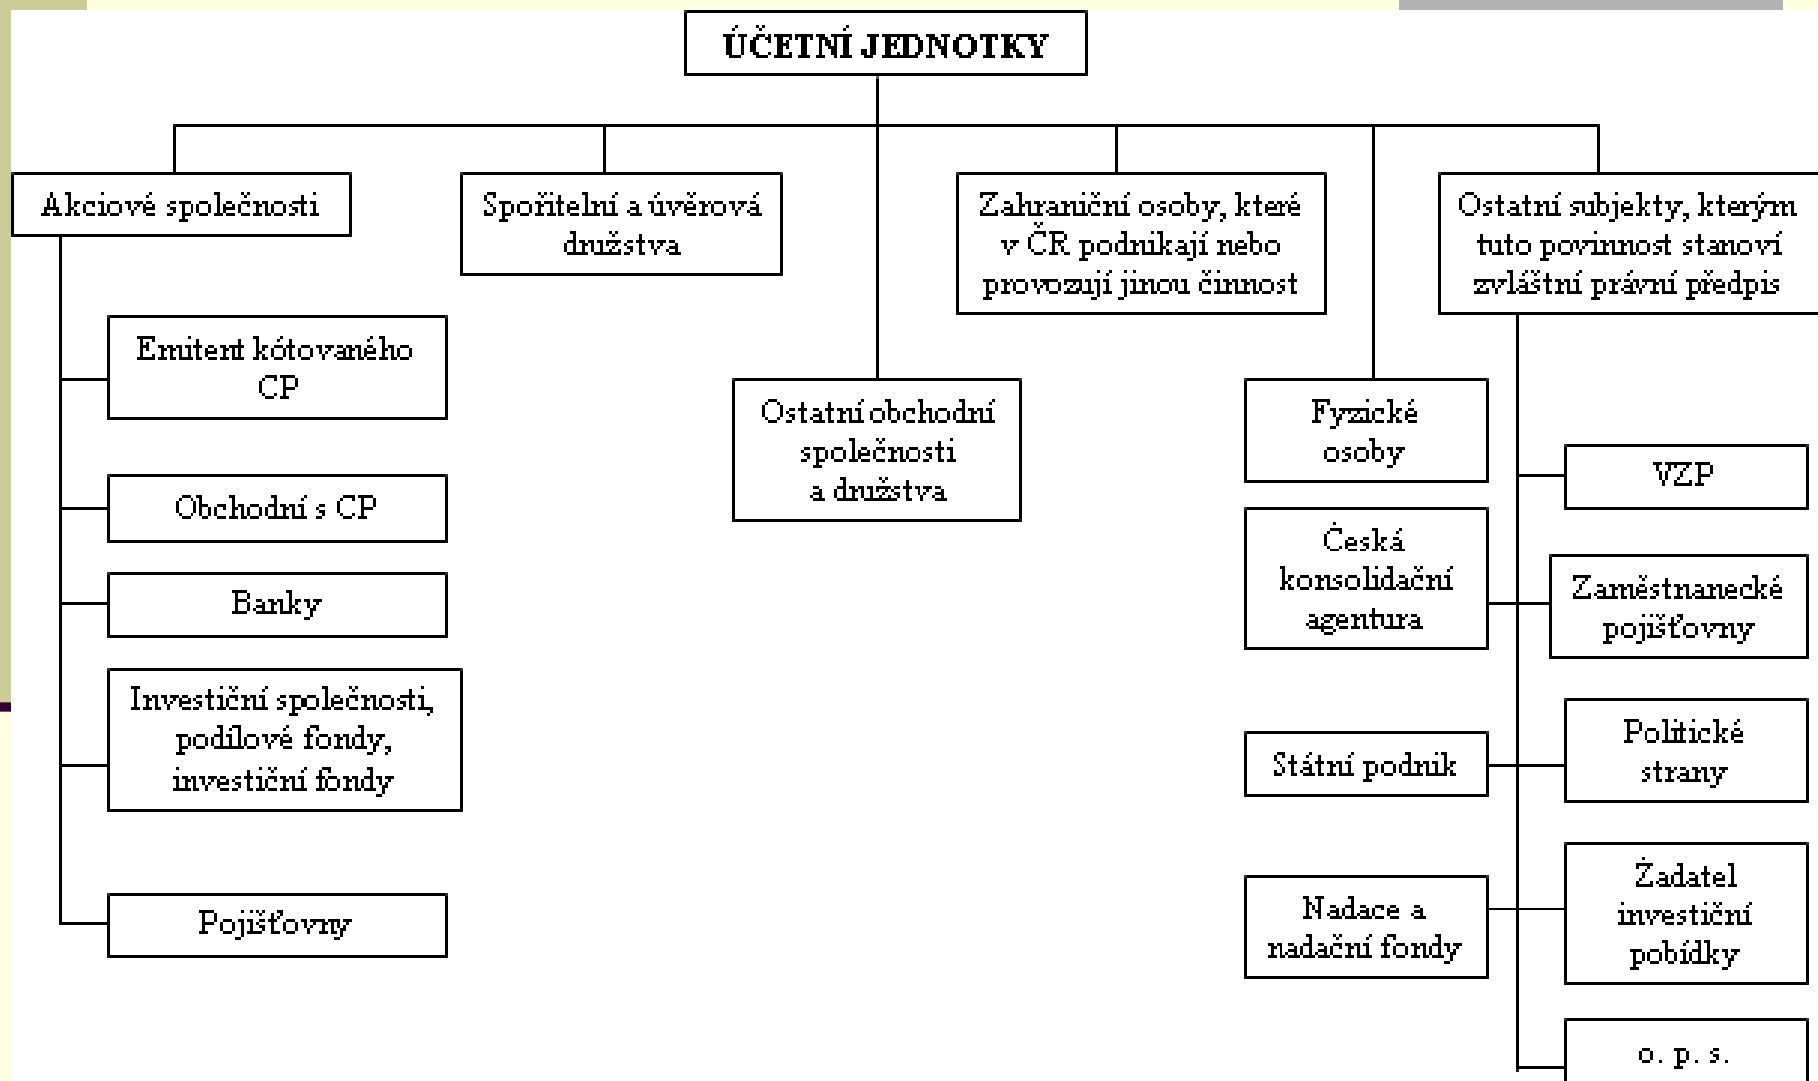 ÚČETNÍ JEDNOTKY
Akciové společnosti
Spořitelní a úvěrová
družstva
Zahraniční osoby, které
v ČR podnikají nebo
provozují jinou činnost
Ostatní subjekty, kterým
tuto povinnost stanoví
zvláštní právní předpis
Emitent kótovaného
CP
Obchodní s CP
Banky
Investiční společnosti,
podílové fondy,
investiční fondy
Pojišťovny
Ostatní obchodní
společnosti
a družstva
Fyzické
osoby
Česká
konsolidační
agentura
Státní podnik
Nadace a
nadační fondy
VZP
Zaměstnanecké
pojišťovny
Politické
strany
Žadatel
investiční
pobídky
o. p. s.